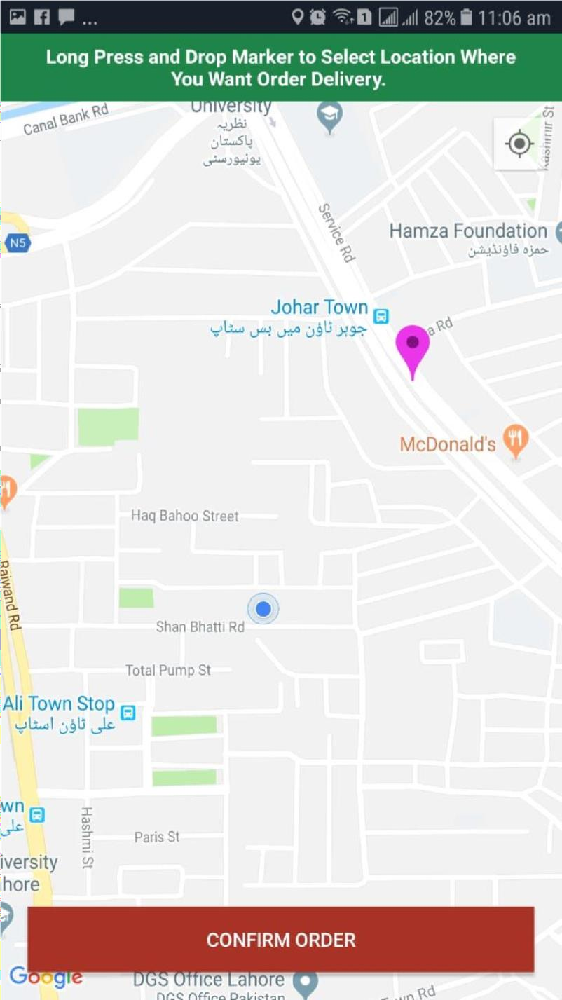 ... 1 82% 11:06 am
Long Press and Drop Marker to Select Location Where
You Want Order Delivery.
University
نظریہ
پاکستان
یونیورسٹی
Canal Bank Rd
Kashmir St
Service Rd
Hamza Foundation
حمزہ فاؤنڈیشن
N5
Johar Town
جوہر ٹاؤن میں بس سٹاپ
a Rd
McDonald's
Haq Bahoo Street
Raiwand Rd
Shan Bhatti Rd
Total Pump St
Ali Town Stop
علی ٹاؤن اسٹاپ
wn
علی
Hashmi St
Paris St
iversity
hore
CONFIRM ORDER
Google
DGS Office Lahore
DGS Office Pakistan
wn Rd